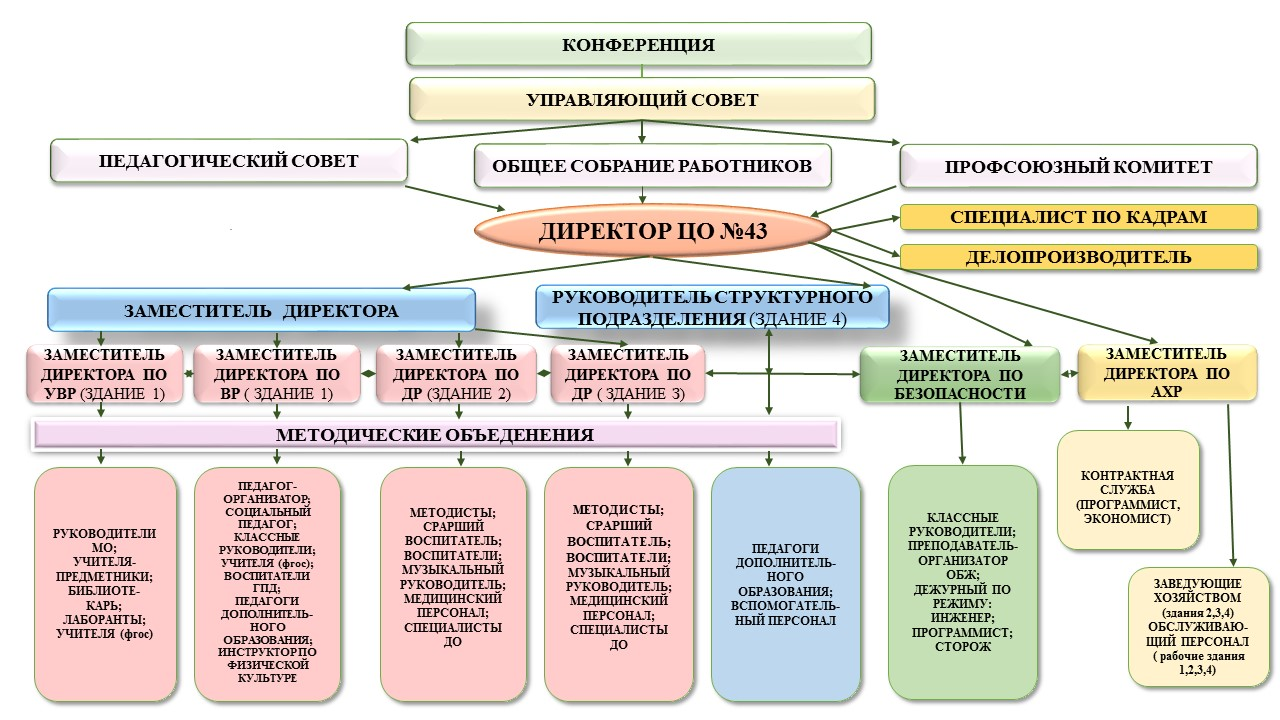 КОНФЕРЕНЦИЯ
УПРАВЛЯЮЩИЙ СОВЕТ
ПЕДАГОГИЧЕСКИЙ СОВЕТ
ОБЩЕЕ СОБРАНИЕ РАБОТНИКОВ
ПРОФСОЮЗНЫЙ КОМИТЕТ
ДИРЕКТОР ЦО №43
СПЕЦИАЛИСТ ПО КАДРАМ
ДЕЛОПРОИЗВОДИТЕЛЬ
ЗАМЕСТИТЕЛЬ ДИРЕКТОРА
РУКОВОДИТЕЛЬ СТРУКТУРНОГО
ПОДРАЗДЕЛЕНИЯ (ЗДАНИЕ 4)
ЗАМЕСТИТЕЛЬ
ДИРЕКТОРА ПО
УВР (ЗДАНИЕ 1)
ЗАМЕСТИТЕЛЬ
ДИРЕКТОРА ПО
ВР ( ЗДАНИЕ 1)
ЗАМЕСТИТЕЛЬ
ДИРЕКТОРА ПО
ДР (ЗДАНИЕ 2)
ЗАМЕСТИТЕЛЬ
ДИРЕКТОРА ПО
ДР ( ЗДАНИЕ 3)
ЗАМЕСТИТЕЛЬ
ДИРЕКТОРА ПО
БЕЗОПАСНОСТИ
ЗАМЕСТИТЕЛЬ
ДИРЕКТОРА ПО
АХР
МЕТОДИЧЕСКИЕ ОБЪЕДЕНЕНИЯ
РУКОВОДИТЕЛИ
МО;
УЧИТЕЛЯ-
ПРЕДМЕТНИКИ;
БИБЛИОТЕ-
КАРЬ;
ЛАБОРАНТЫ;
УЧИТЕЛЯ (фгос)
ПЕДАГОГ-
ОРГАНИЗАТОР;
СОЦИАЛЬНЫЙ
ПЕДАГОГ;
КЛАССНЫЕ
РУКОВОДИТЕЛИ;
УЧИТЕЛЯ (фгос);
ВОСПИТАТЕЛИ
ГПД;
ПЕДАГОГИ
ДОПОЛНИТЕЛЬ-
НОГО
ОБРАЗОВАНИЯ;
ИНСТРУКТОР ПО
ФИЗИЧЕСКОЙ
КУЛЬТУРЕ
МЕТОДИСТЫ;
СРАРШИЙ
ВОСПИТАТЕЛЬ;
ВОСПИТАТЕЛИ;
МУЗЫКАЛЬНЫЙ
РУКОВОДИТЕЛЬ;
МЕДИЦИНСКИЙ
ПЕРСОНАЛ;
СПЕЦИАЛИСТЫ
ДО
МЕТОДИСТЫ;
СРАРШИЙ
ВОСПИТАТЕЛЬ;
ВОСПИТАТЕЛИ;
МУЗЫКАЛЬНЫЙ
РУКОВОДИТЕЛЬ;
МЕДИЦИНСКИЙ
ПЕРСОНАЛ;
СПЕЦИАЛИСТЫ
ДО
ПЕДАГОГИ
ДОПОЛНИТЕЛЬ-
НОГО
ОБРАЗОВАНИЯ;
ВСПОМОГАТЕЛЬ-
НЫЙ ПЕРСОНАЛ
КЛАССНЫЕ
РУКОВОДИТЕЛИ;
ПРЕПОДАВАТЕЛЬ-
ОРГАНИЗАТОР
ОБЖ;
ДЕЖУРНЫЙ ПО
РЕЖИМУ:
ИНЖЕНЕР;
ПРОГРАММИСТ;
СТОРОЖ
КОНТРАКТНАЯ
СЛУЖБА
(ПРОГРАММИСТ,
ЭКОНОМИСТ)
ЗАВЕДУЮЩИЕ
ХОЗЯЙСТВОМ
(здания 2,3,4)
ОБСЛУЖИВАЮ-
ЩИЙ ПЕРСОНАЛ
( рабочие здания
1,2,3,4)